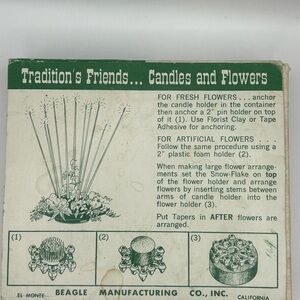 Tradition's Friends... Candles and Flowers
FOR FRESH FLOWERS... anchor
the candle holder in the container
then anchor a 2" pin holder on top
of it (1). Use Florist Clay or Tape
Adhesive for anchoring.
FOR ARTIFICIAL FLOWERS ...
Follow the same procedure using a
2" plastic foam holder (2).
When making large flower arrange-
ments set the Snow-Flake on top
of the flower holder and arrange
flowers by inserting stems between
arms of candle holder into the
flower holder (3).
Put Tapers in AFTER flowers are
arranged.
(1)
(2)
(3)
EL MONTE BEAGLE MANUFACTURING CO., INC. CALIFORNIA